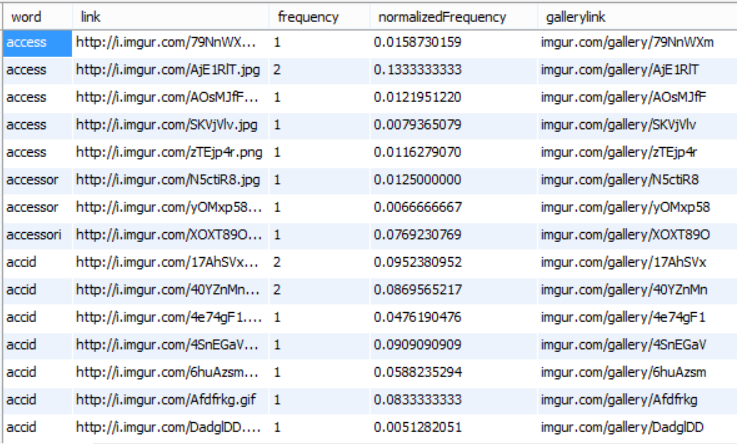 word link frequency normalizedFrequency gallerylink
access http://i.imgur.com/79NnWX... 1 0.0158730159 imgur.com/gallery/79NnWXm
access http://i.imgur.com/AjE1RlT.jpg 2 0.1333333333 imgur.com/gallery/AjE1RlT
access http://i.imgur.com/AOsMJfF... 1 0.0121951220 imgur.com/gallery/AOsMJfF
access http://i.imgur.com/SKVjVlv.jpg 1 0.0079365079 imgur.com/gallery/SKVjVlv
access http://i.imgur.com/zTEjp4r.png 1 0.0116279070 imgur.com/gallery/zTEjp4r
accessor http://i.imgur.com/N5ctiR8.jpg 1 0.0125000000 imgur.com/gallery/N5ctiR8
accessor http://i.imgur.com/yOMxp58... 1 0.0066666667 imgur.com/gallery/yOMxp58
accessori http://i.imgur.com/XOXT89O... 1 0.0769230769 imgur.com/gallery/XOXT89O
accid http://i.imgur.com/17AhSVx... 2 0.0952380952 imgur.com/gallery/17AhSVx
accid http://i.imgur.com/40YZnMn... 2 0.0869565217 imgur.com/gallery/40YZnMn
accid http://i.imgur.com/4e74gF1.... 1 0.0476190476 imgur.com/gallery/4e74gF1
accid http://i.imgur.com/4SnEGaV... 1 0.0909090909 imgur.com/gallery/4SnEGaV
accid http://i.imgur.com/6huAzsm... 1 0.0588235294 imgur.com/gallery/6huAzsm
accid http://i.imgur.com/Afdfrkg.gif 1 0.0833333333 imgur.com/gallery/Afdfrkg
accid http://i.imgur.com/DadglDD... 1 0.0051282051 imgur.com/gallery/DadglDD